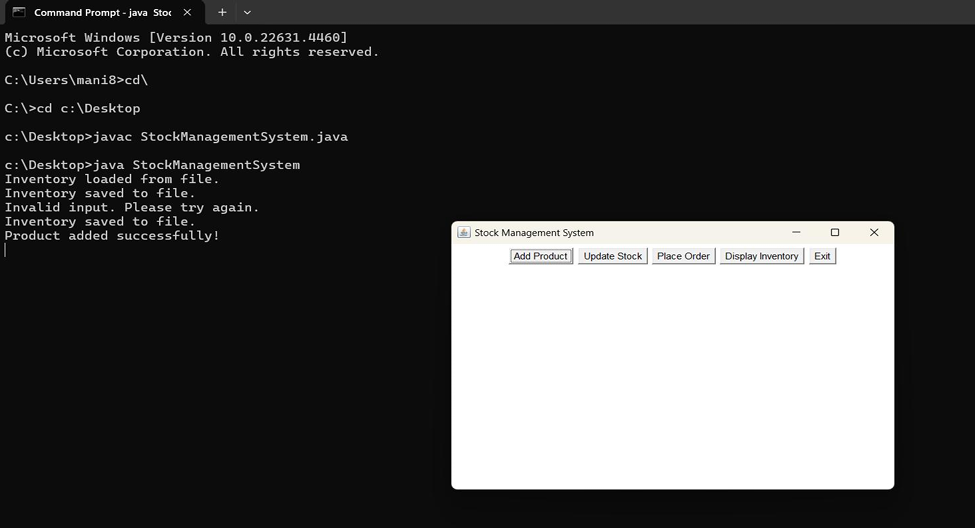 Command Prompt - java Stoc
Microsoft Windows [Version 10.0.22631.4460]
(c) Microsoft Corporation. All rights reserved.
C:\Users\mani8>cd\
C:\>cd c:\Desktop
c:\Desktop>javac StockManagementSystem.java
c:\Desktop>java StockManagementSystem
Inventory loaded from file.
Inventory saved to file.
Invalid input. Please try again.
Inventory saved to file.
Product added successfully!
Stock Management System
Add Product Update Stock Place Order Display Inventory Exit